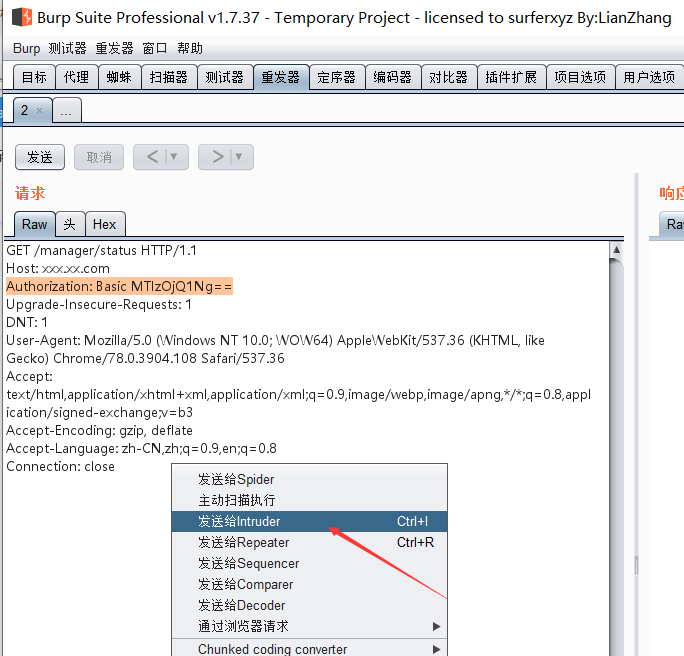 Burp Suite Professional v1.7.37 - Temporary Project - licensed to surferxyz By:LianZhang
Burp 测试器 重发器 窗口 帮助
目标 代理 蜘蛛 扫描器 测试器 重发器 定序器 编码器 对比器 插件扩展 项目选项 用户选项
2 × ...
发送 取消 < ▼ > ▼
请求 响应
Raw 头 Hex Ra
GET /manager/status HTTP/1.1
Host: xxx.xx.com
Authorization: Basic MTIzOjQ1Ng==
Upgrade-Insecure-Requests: 1
DNT: 1
User-Agent: Mozilla/5.0 (Windows NT 10.0; WOW64) AppleWebKit/537.36 (KHTML, like
Gecko) Chrome/78.0.3904.108 Safari/537.36
Accept:
text/html,application/xhtml+xml,application/xml;q=0.9,image/webp,image/apng,*/*;q=0.8,appl
ication/signed-exchange;v=b3
Accept-Encoding: gzip, deflate
Accept-Language: zh-CN,zh;q=0.9,en;q=0.8
Connection: close
发送给Spider
主动扫描执行
发送给Intruder Ctrl+I
发送给Repeater Ctrl+R
发送给Sequencer
发送给Comparer
发送给Decoder
通过浏览器请求
Chunked coding converter